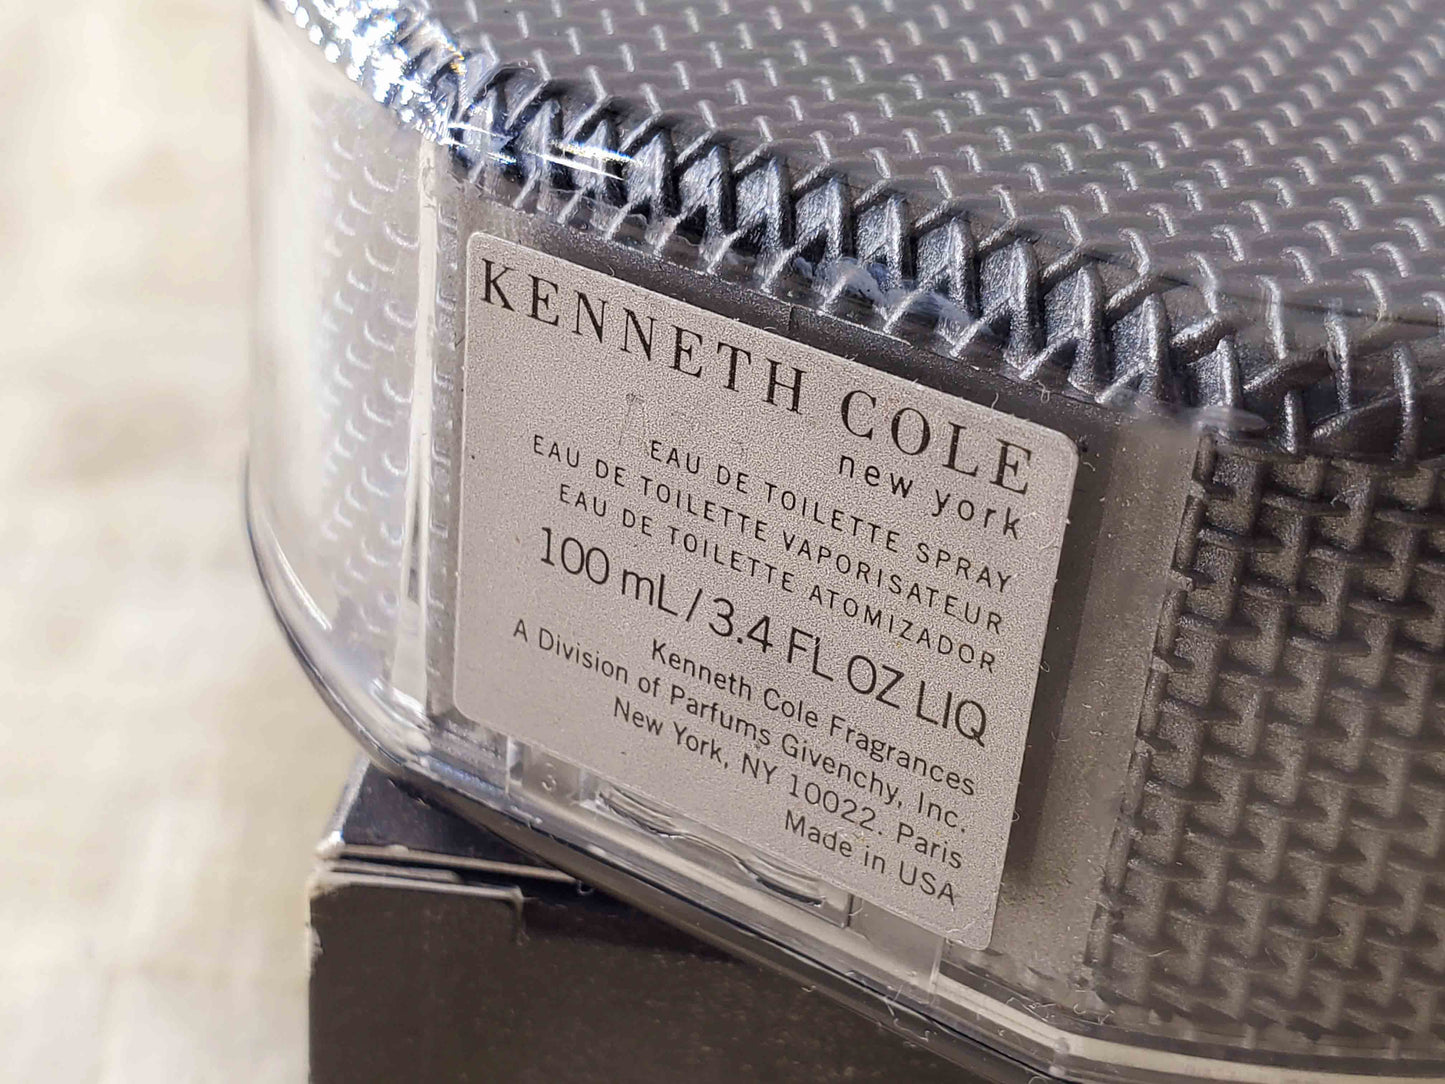 KENNETH COLE
new york
EAU DE TOILETTE SPRAY
EAU DE TOILETTE VAPORISATEUR
EAU DE TOILETTE ATOMIZADOR
100 mL / 3.4 FL OZ LIQ
Kenneth Cole Fragrances
A Division of Parfums Givenchy, Inc.
New York, NY 10022. Paris
Made in USA
3